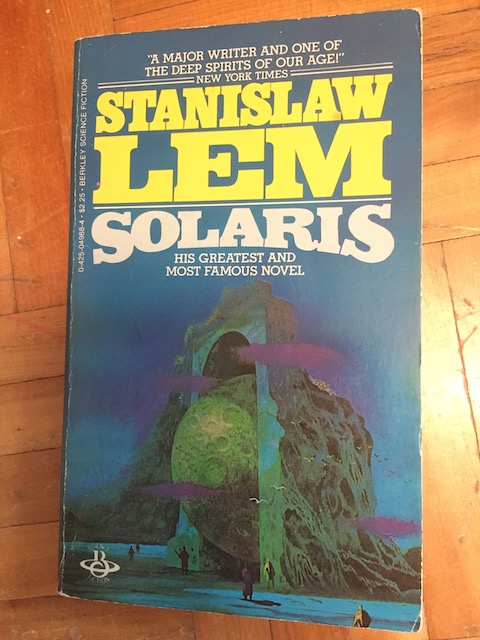 "A MAJOR WRITER AND ONE OF
THE DEEP SPIRITS OF OUR AGE!"
NEW YORK TIMES
STANISLAW
LEM
SOLARIS
HIS GREATEST AND
MOST FAMOUS NOVEL
0-425-04968-4 • $2.25 • BERKLEY SCIENCE FICTION
B